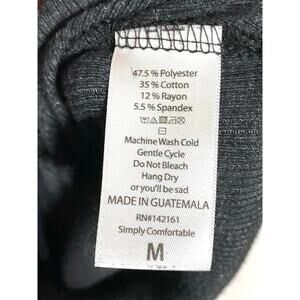 47.5 % Polyester
35 % Cotton
12 % Rayon
5.5 % Spandex
Machine Wash Cold
Gentle Cycle
Do Not Bleach
Hang Dry
or you'll be sad
MADE IN GUATEMALA
RN#142161
Simply Comfortable
M